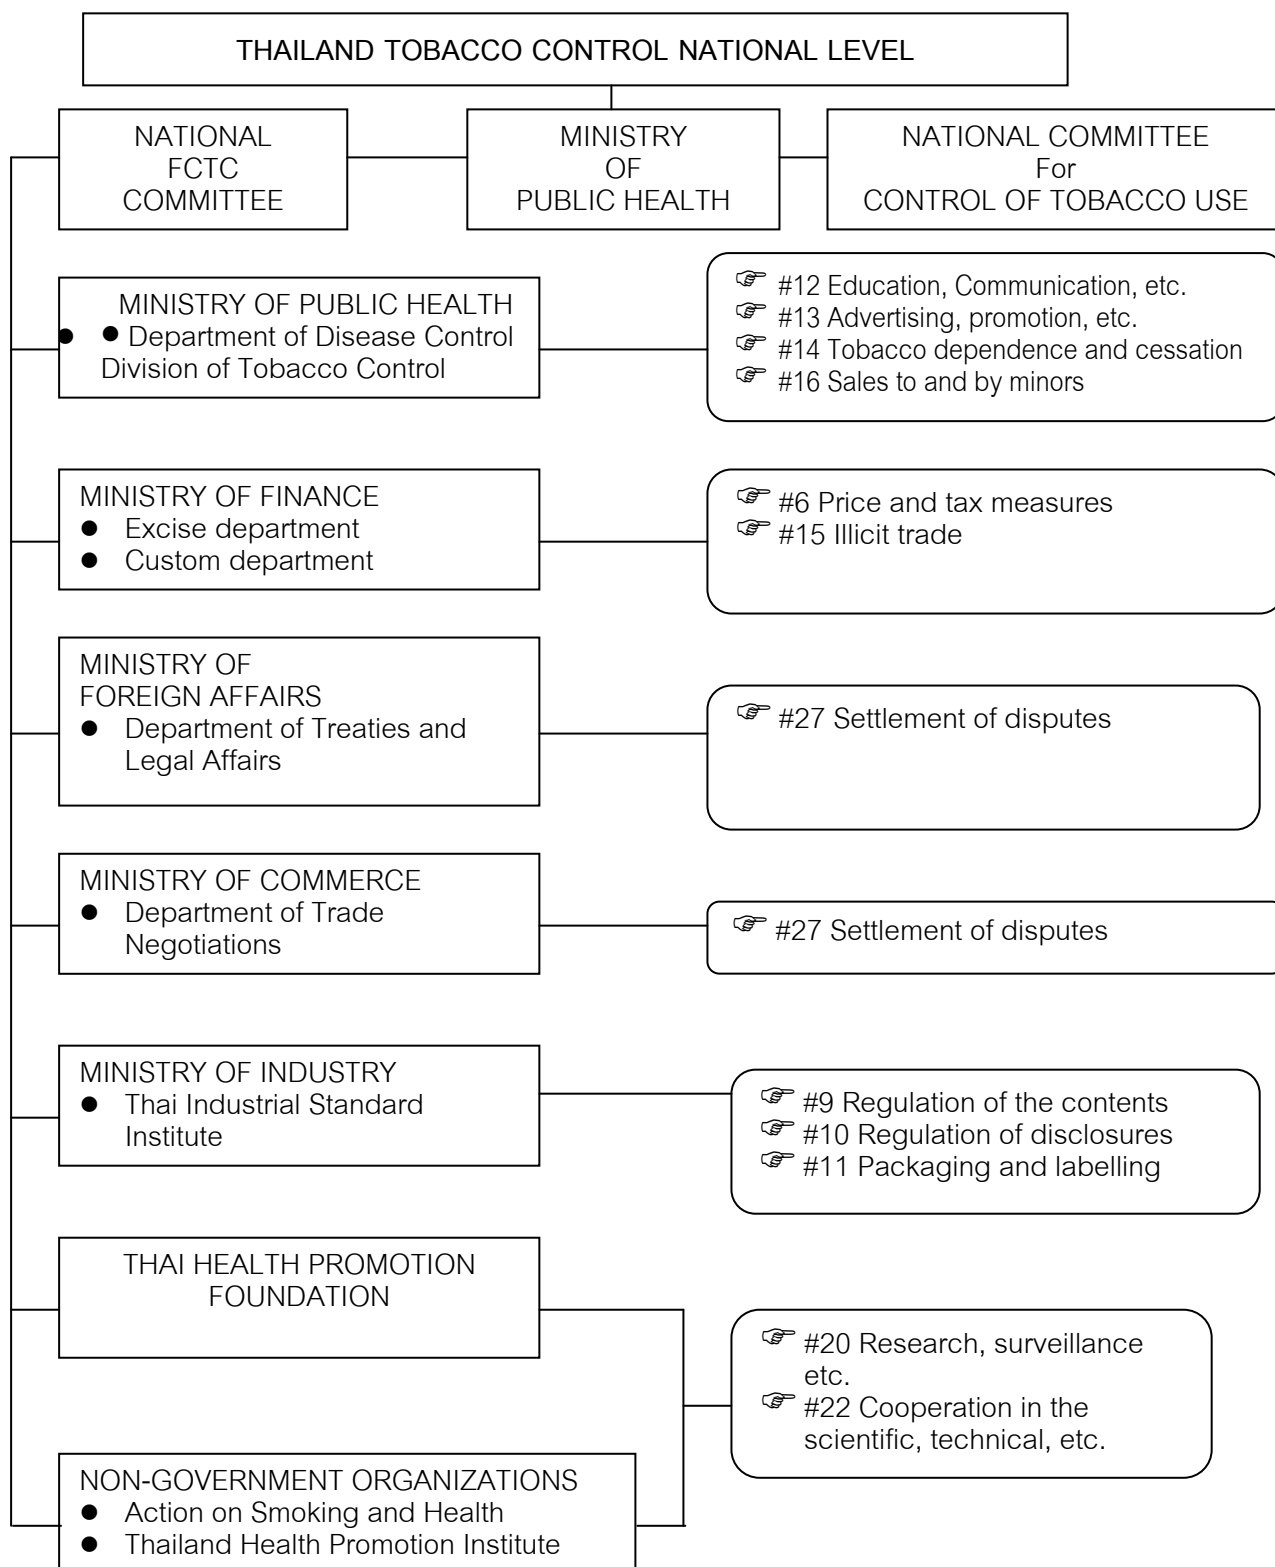 THAILAND TOBACCO CONTROL NATIONAL LEVEL
NATIONAL
FCTC
COMMITTEE
MINISTRY
OF
PUBLIC HEALTH
NATIONAL COMMITTEE
For
CONTROL OF TOBACCO USE
MINISTRY OF PUBLIC HEALTH
● ● Department of Disease Control
Division of Tobacco Control
☞ #12 Education, Communication, etc.
☞ #13 Advertising, promotion, etc.
☞ #14 Tobacco dependence and cessation
☞ #16 Sales to and by minors
MINISTRY OF FINANCE
● Excise department
● Custom department
☞ #6 Price and tax measures
☞ #15 Illicit trade
MINISTRY OF
FOREIGN AFFAIRS
● Department of Treaties and
Legal Affairs
☞ #27 Settlement of disputes
MINISTRY OF COMMERCE
● Department of Trade
Negotiations
☞ #27 Settlement of disputes
MINISTRY OF INDUSTRY
● Thai Industrial Standard
Institute
☞ #9 Regulation of the contents
☞ #10 Regulation of disclosures
☞ #11 Packaging and labelling
THAI HEALTH PROMOTION
FOUNDATION
☞ #20 Research, surveillance
etc.
☞ #22 Cooperation in the
scientific, technical, etc.
NON-GOVERNMENT ORGANIZATIONS
● Action on Smoking and Health
● Thailand Health Promotion Institute